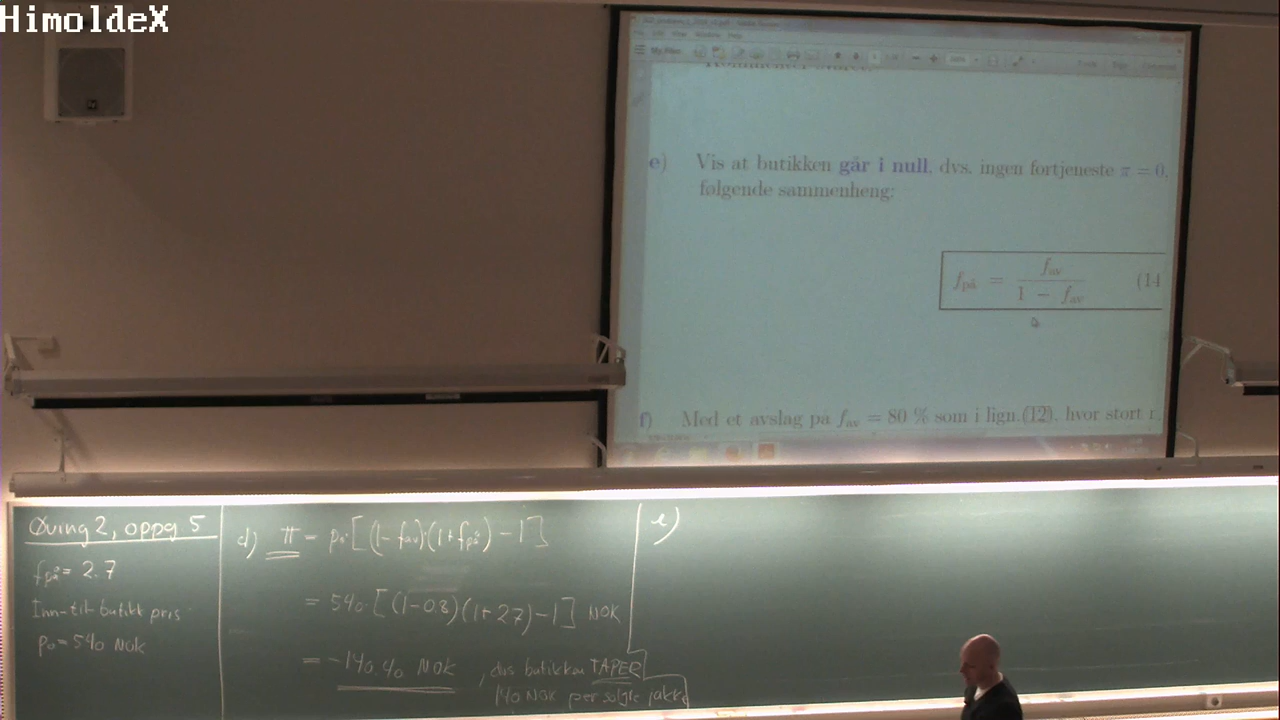 HimoldeX
e) Vis at butikken går i null, dvs. ingen fortjeneste π = 0,
følgende sammenheng:
f_på = f_av / (1 − f_av) (14
f) Med et avslag på f_av = 80 % som i lign.(12), hvor stort
Øving 2, oppg 5
f_på = 2.7
Inn-til-butikk pris
p₀ = 540 NOK
d) π = p₀·[(1-f_av)·(1+f_på) - 1]
= 540·[(1-0.8)(1+2.7)-1] NOK
= -140.40 NOK , dvs butikken TAPER
140 NOK per solgte jakke
e)